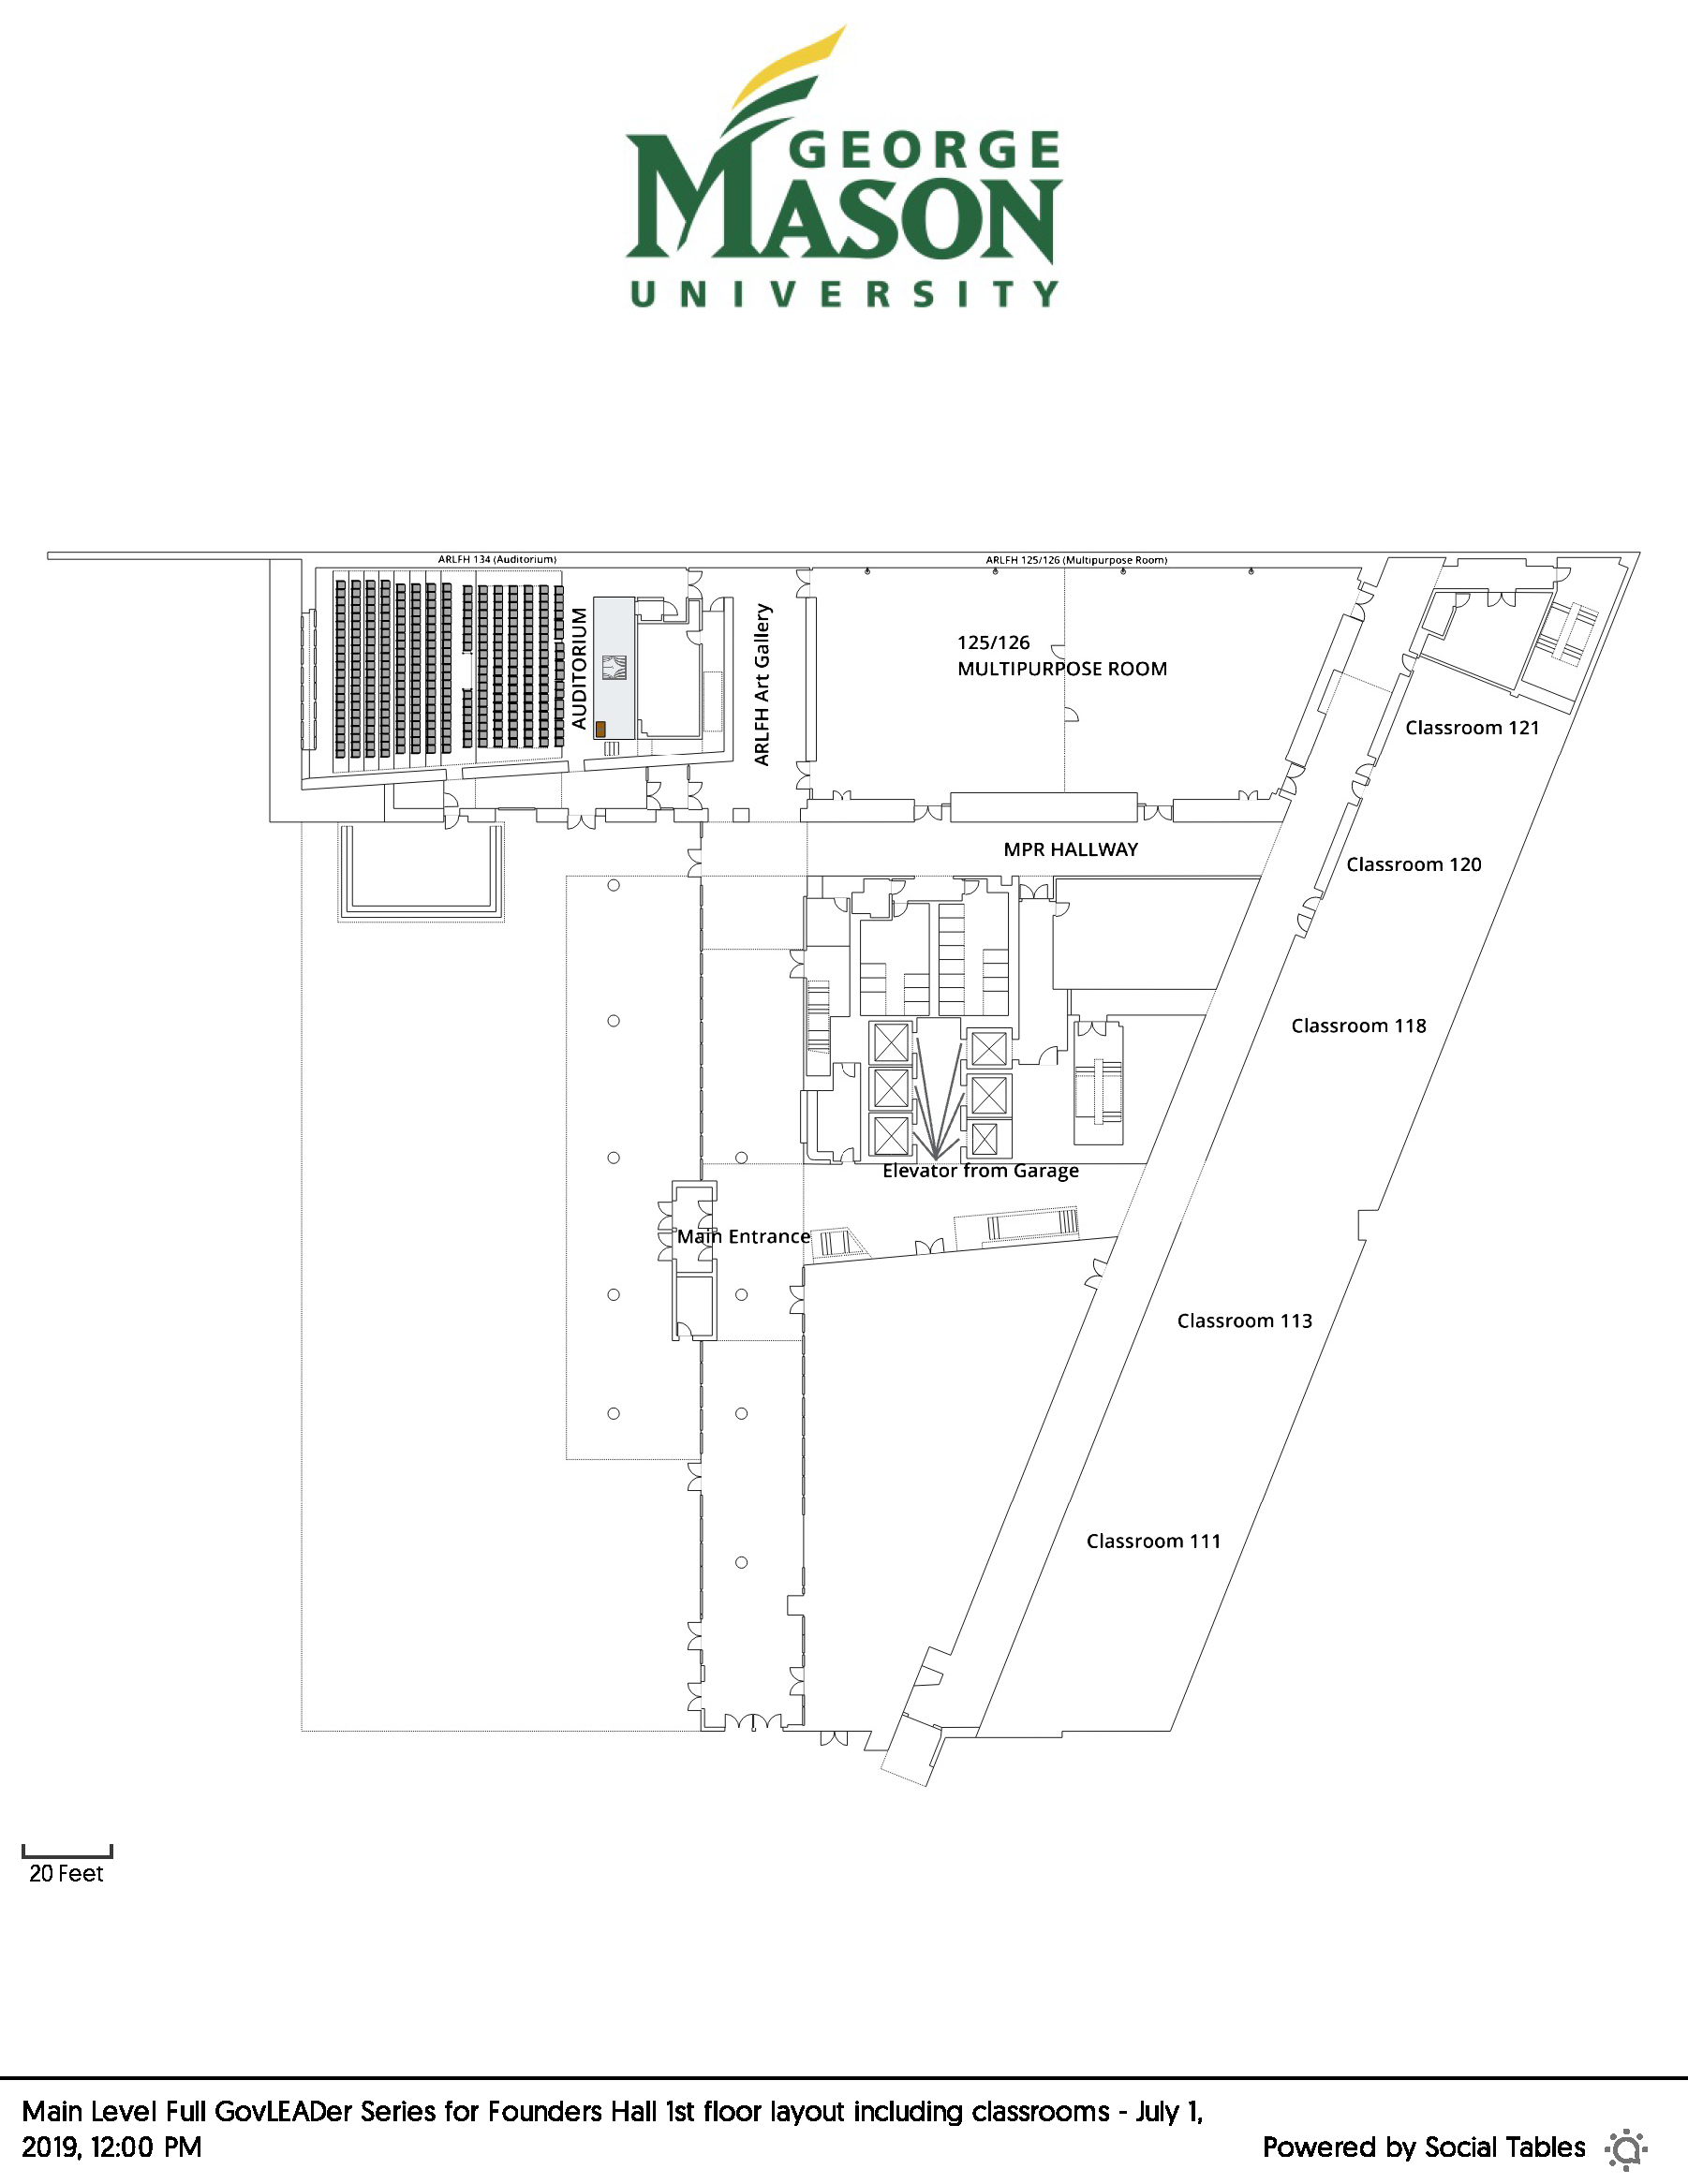 GEORGE
MASON
UNIVERSITY
ARLFH 134 (Auditorium)
ARLFH 125/126 (Multipurpose Room)
AUDITORIUM
ARLFH Art Gallery
125/126
MULTIPURPOSE ROOM
Classroom 121
MPR HALLWAY
Classroom 120
Classroom 118
Elevator from Garage
Main Entrance
Classroom 113
Classroom 111
20 Feet
Main Level Full GovLEADer Series for Founders Hall 1st floor layout including classrooms - July 1,
2019, 12:00 PM
Powered by Social Tables